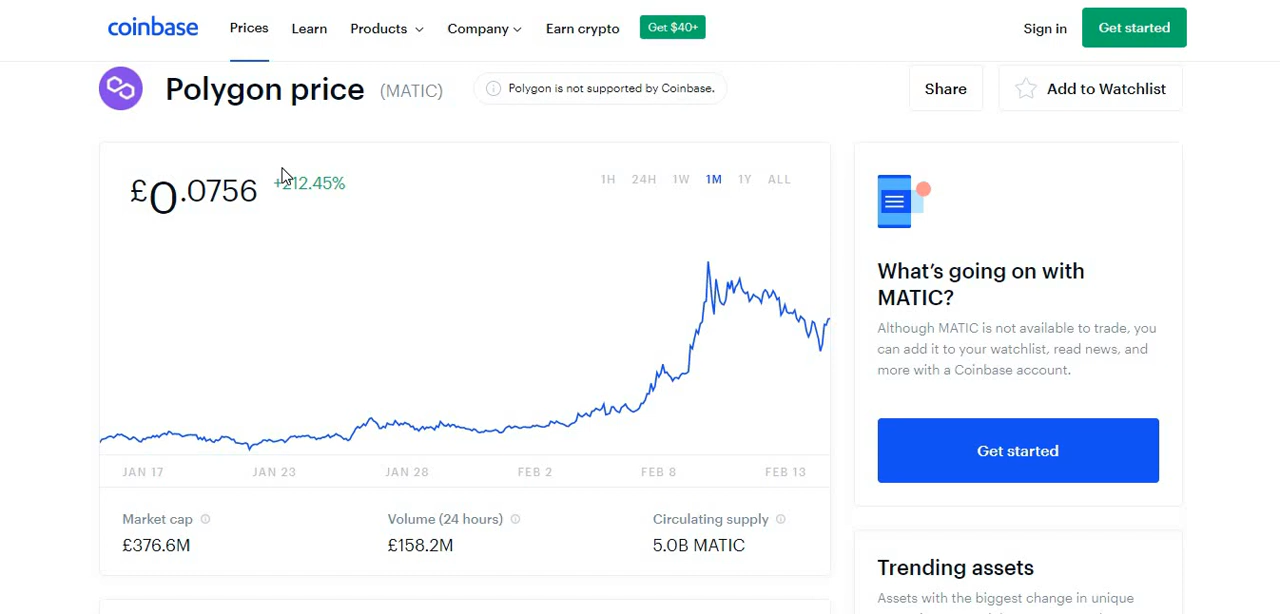 coinbase Prices Learn Products Company Earn crypto Get $40+ Sign in Get started
Polygon price (MATIC) Polygon is not supported by Coinbase. Share Add to Watchlist
£0.0756 +212.45% 1H 24H 1W 1M 1Y ALL
JAN 17 JAN 23 JAN 28 FEB 2 FEB 8 FEB 13
Market cap Volume (24 hours) Circulating supply
£376.6M £158.2M 5.0B MATIC
What's going on with
MATIC?
Although MATIC is not available to trade, you
can add it to your watchlist, read news, and
more with a Coinbase account.
Get started
Trending assets
Assets with the biggest change in unique